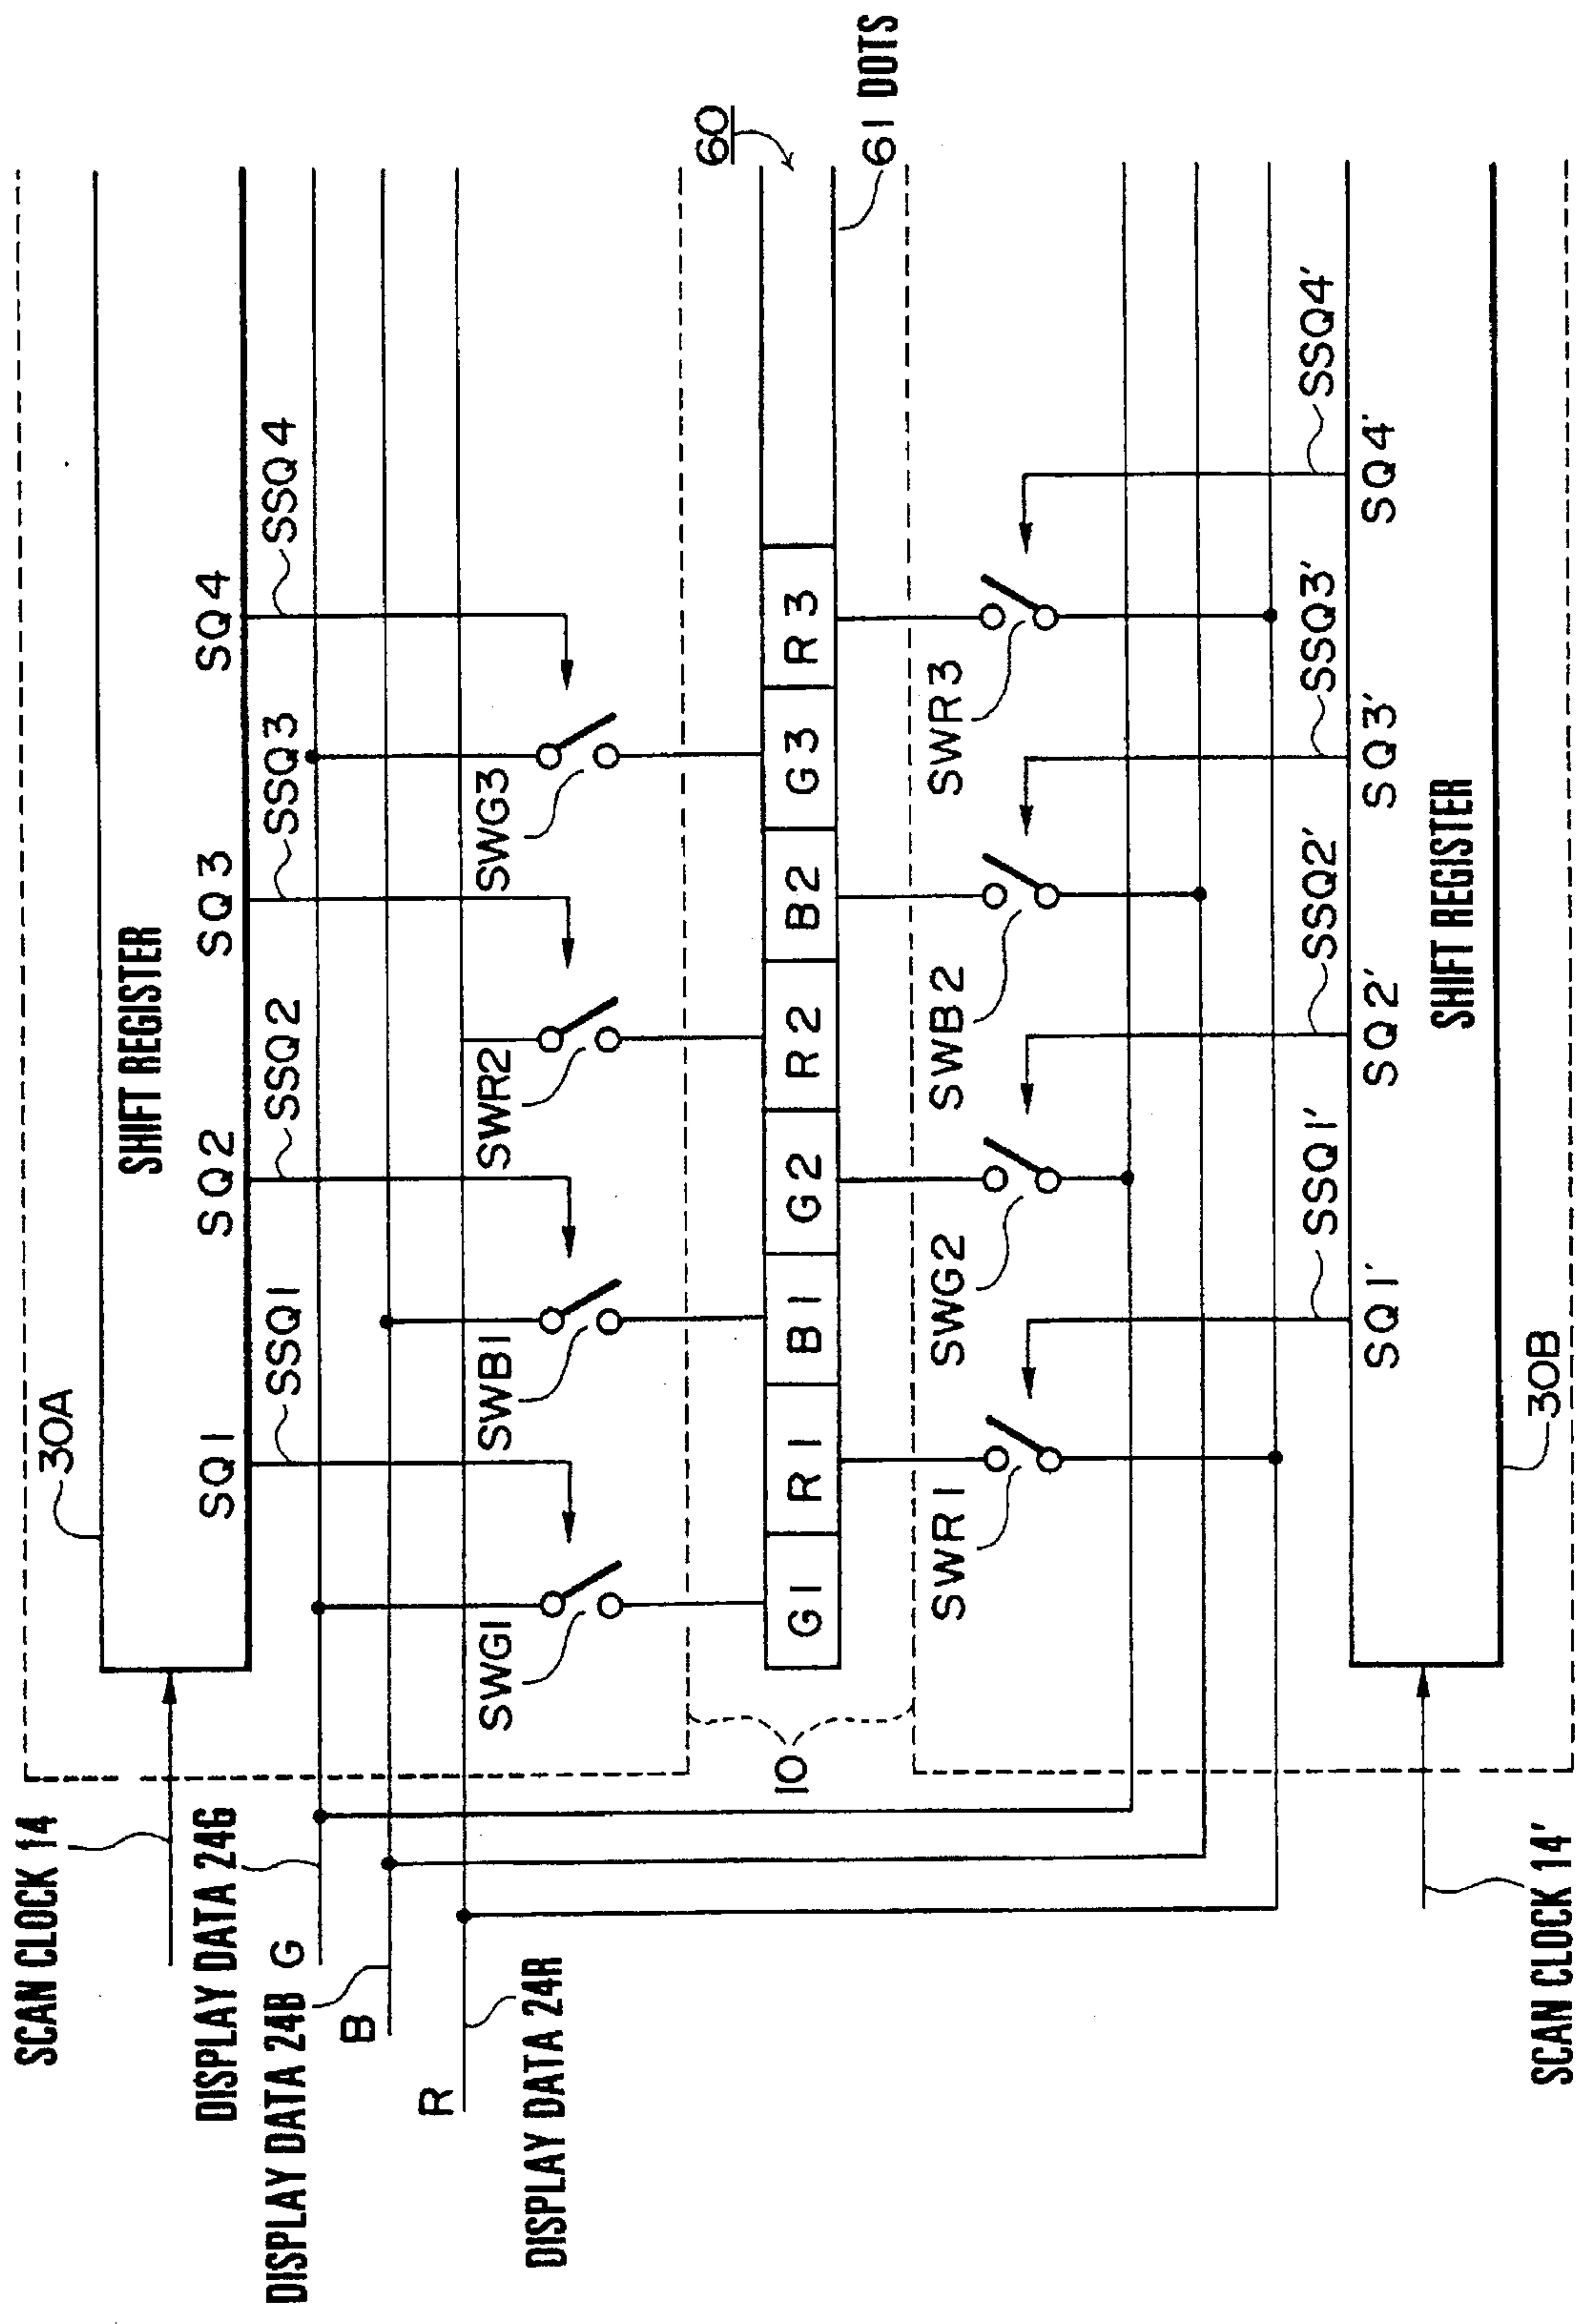 SCAN CLOCK 14
30A
SHIFT REGISTER
SQ1
SQ2
SQ3
SQ4
SSQ1
SSQ2
SSQ3
SSQ4
DISPLAY DATA 24G
G
DISPLAY DATA 24B
B
R
DISPLAY DATA 24R
SWG1
SWB1
SWR2
SWG3
60
10
G1
R1
B1
G2
R2
B2
G3
R3
61 DOTS
SWR1
SWG2
SWB2
SWR3
SSQ1'
SSQ2'
SSQ3'
SSQ4'
SQ1'
SQ2'
SQ3'
SQ4'
SHIFT REGISTER
30B
SCAN CLOCK 14'